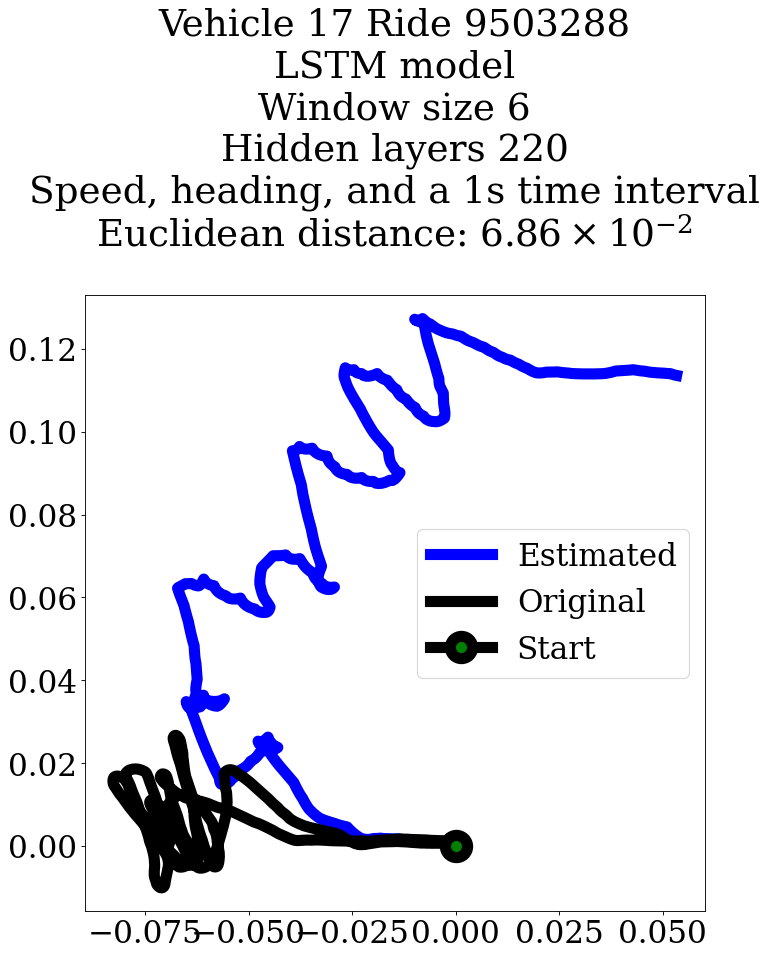 Vehicle 17 Ride 9503288
LSTM model
Window size 6
Hidden layers 220
Speed, heading, and a 1s time interval
Euclidean distance: 6.86 × 10⁻²
0.12
0.10
0.08
0.06
0.04
0.02
0.00
Estimated
Original
Start
−0.075 −0.050 −0.025 0.000 0.025 0.050